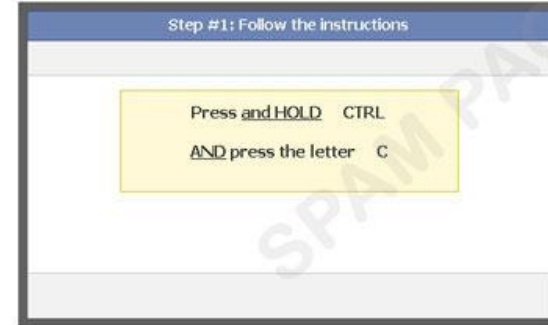 Step #1: Follow the instructions
Press and HOLD CTRL
AND press the letter C
SPAM